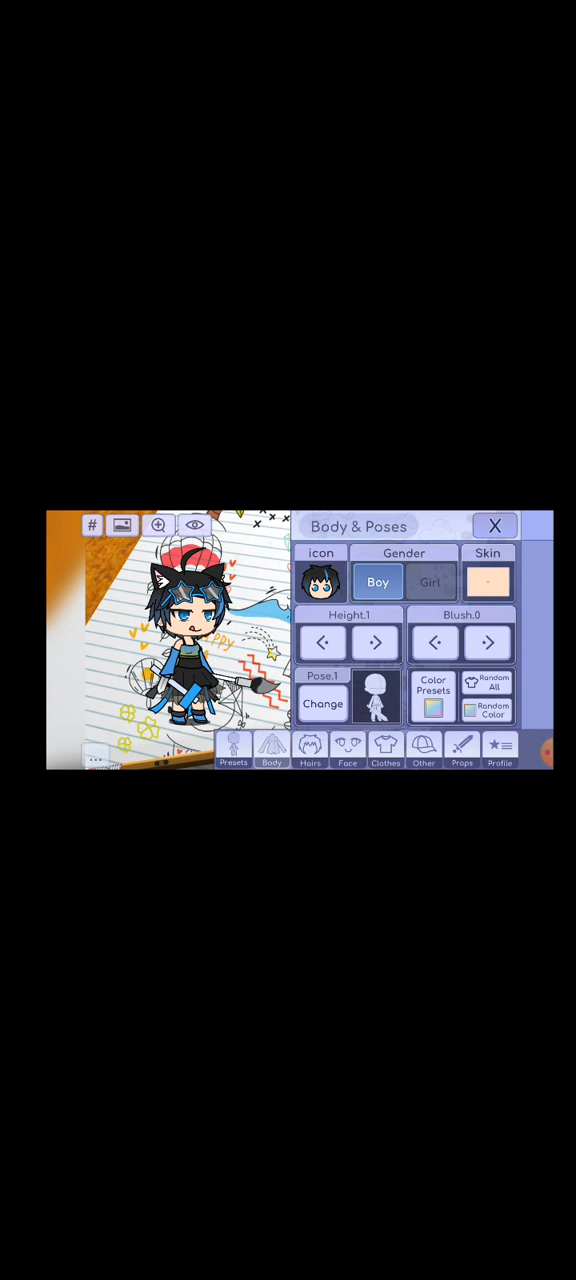 #
Body & Poses
X
icon
Gender
Skin
Boy
Girl
Height.1
Blush.0
Pose.1
Change
Color
Presets
Random
All
Random
Color
...
Presets
Body
Hairs
Face
Clothes
Other
Props
Profile